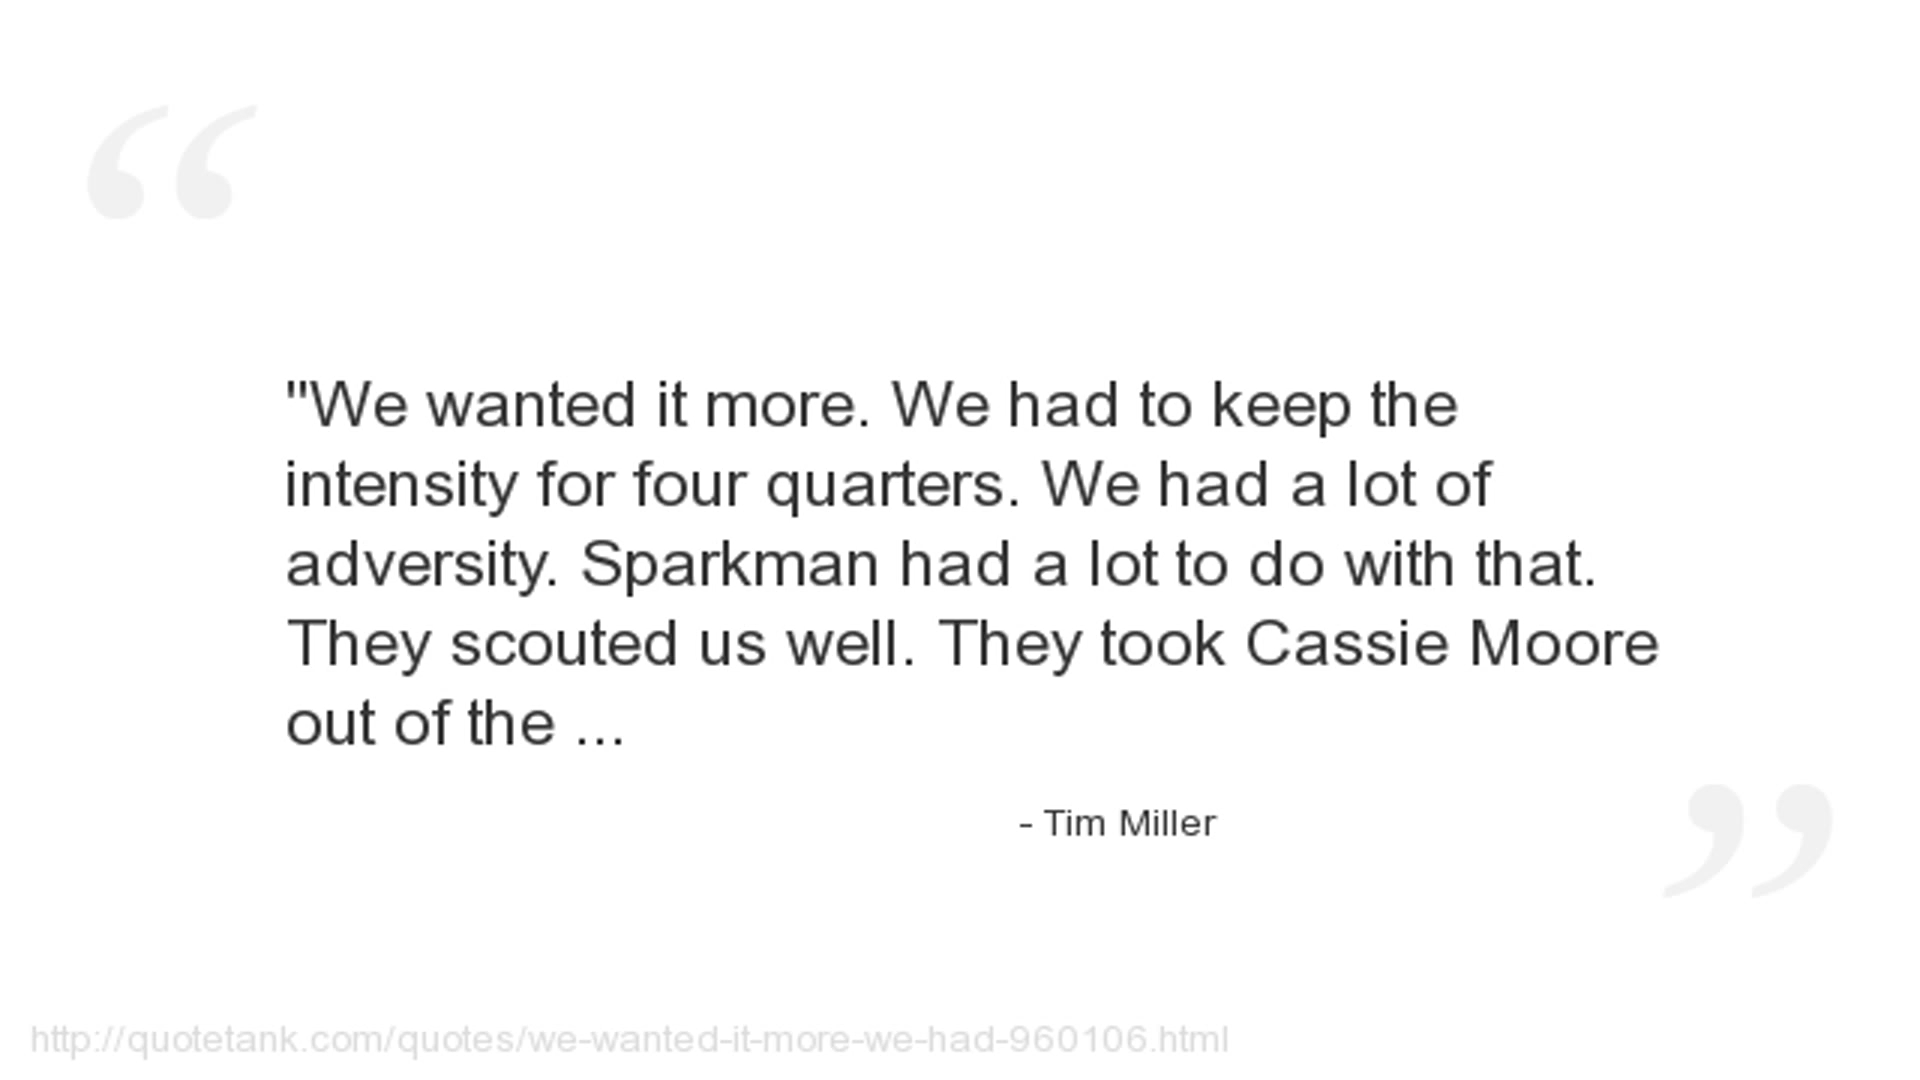 "We wanted it more. We had to keep the
intensity for four quarters. We had a lot of
adversity. Sparkman had a lot to do with that.
They scouted us well. They took Cassie Moore
out of the ...
- Tim Miller
http://quotetank.com/quotes/we-wanted-it-more-we-had-960106.html